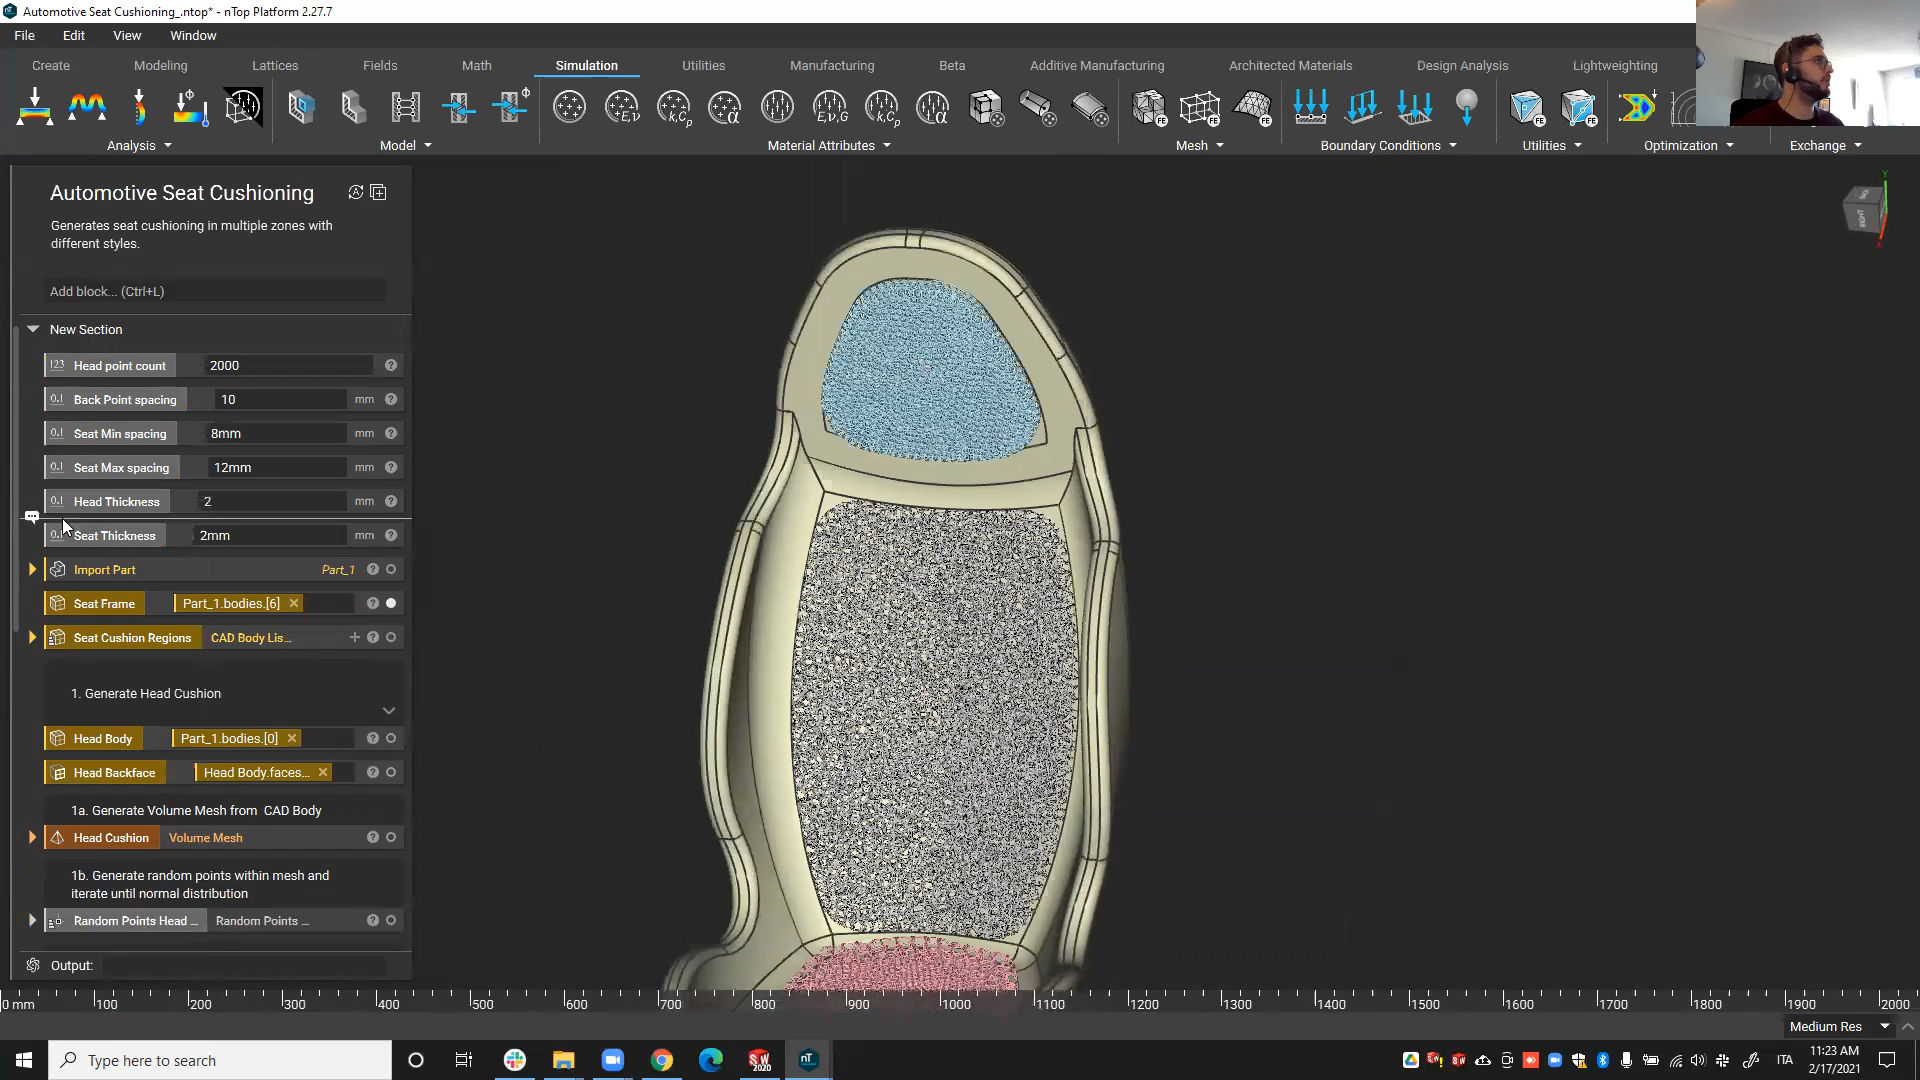 Automotive Seat Cushioning_.ntop* - nTop Platform 2.27.7
File Edit View Window
Create Modeling Lattices Fields Math Simulation Utilities Manufacturing Beta Additive Manufacturing Architected Materials Design Analysis Lightweighting
Analysis Model Material Attributes Mesh Boundary Conditions Utilities Optimization Exchange
Automotive Seat Cushioning
Generates seat cushioning in multiple zones with
different styles.
Add block... (Ctrl+L)
New Section
123 Head point count 2000
0.1 Back Point spacing 10 mm
0.1 Seat Min spacing 8mm mm
0.1 Seat Max spacing 12mm mm
0.1 Head Thickness 2 mm
Seat Thickness 2mm mm
Import Part Part_1
Seat Frame Part_1.bodies.[6]
Seat Cushion Regions CAD Body Lis...
1. Generate Head Cushion
Head Body Part_1.bodies.[0]
Head Backface Head Body.faces...
1a. Generate Volume Mesh from CAD Body
Head Cushion Volume Mesh
1b. Generate random points within mesh and
iterate until normal distribution
Random Points Head ... Random Points ...
Output:
0 mm 100 200 300 400 500 600 700 800 900 1000 1100 1200 1300 1400 1500 1600 1700 1800 1900 2000
Medium Res
Type here to search
ITA
11:23 AM
2/17/2021